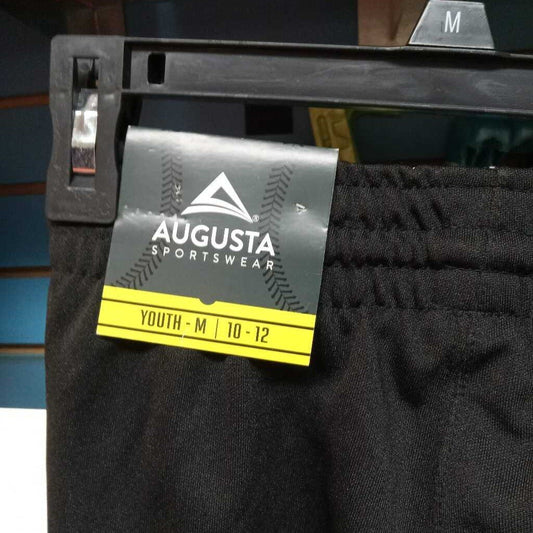 M
®
AUGUSTA
SPORTSWEAR
YOUTH - M | 10 - 12